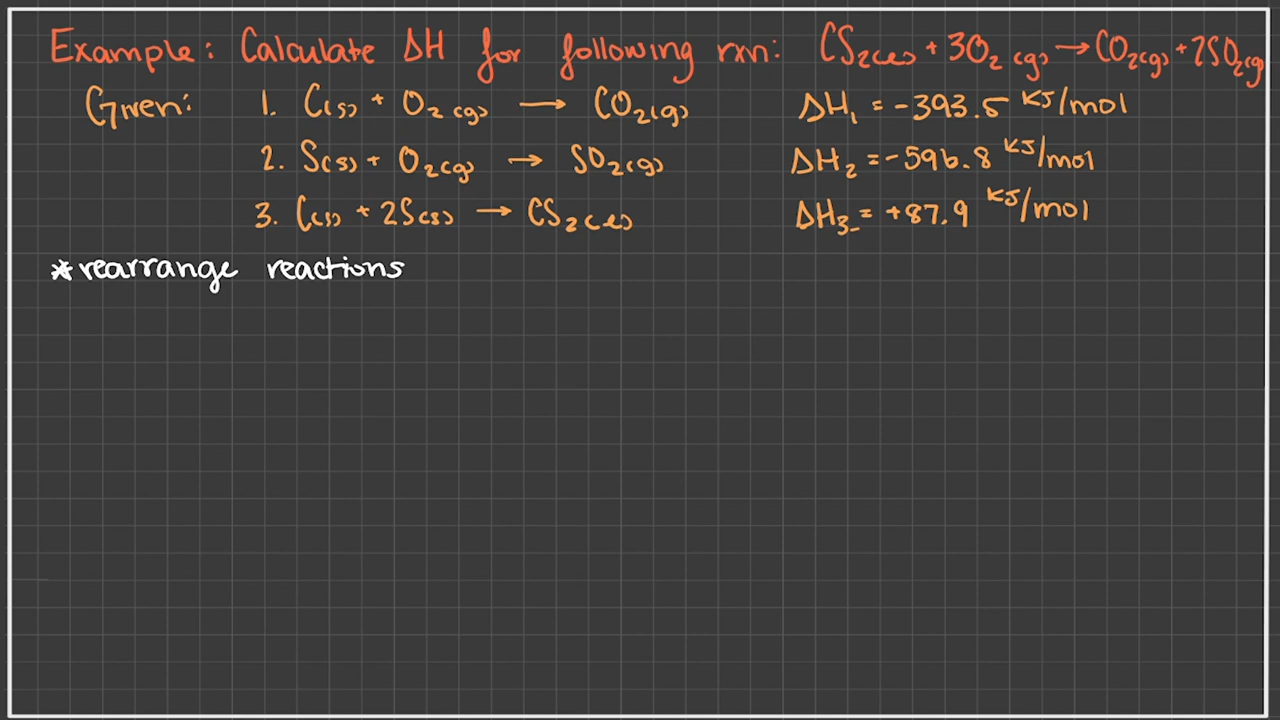 Example: Calculate ΔH for following rxn: CS₂(l) + 3O₂(g) → CO₂(g) + 2SO₂(g)
Given: 1. C(s) + O₂(g) → CO₂(g) ΔH₁ = -393.5 KJ/mol
2. S(s) + O₂(g) → SO₂(g) ΔH₂ = -596.8 KJ/mol
3. C(s) + 2S(s) → CS₂(l) ΔH₃ = +87.9 KJ/mol
*rearrange reactions